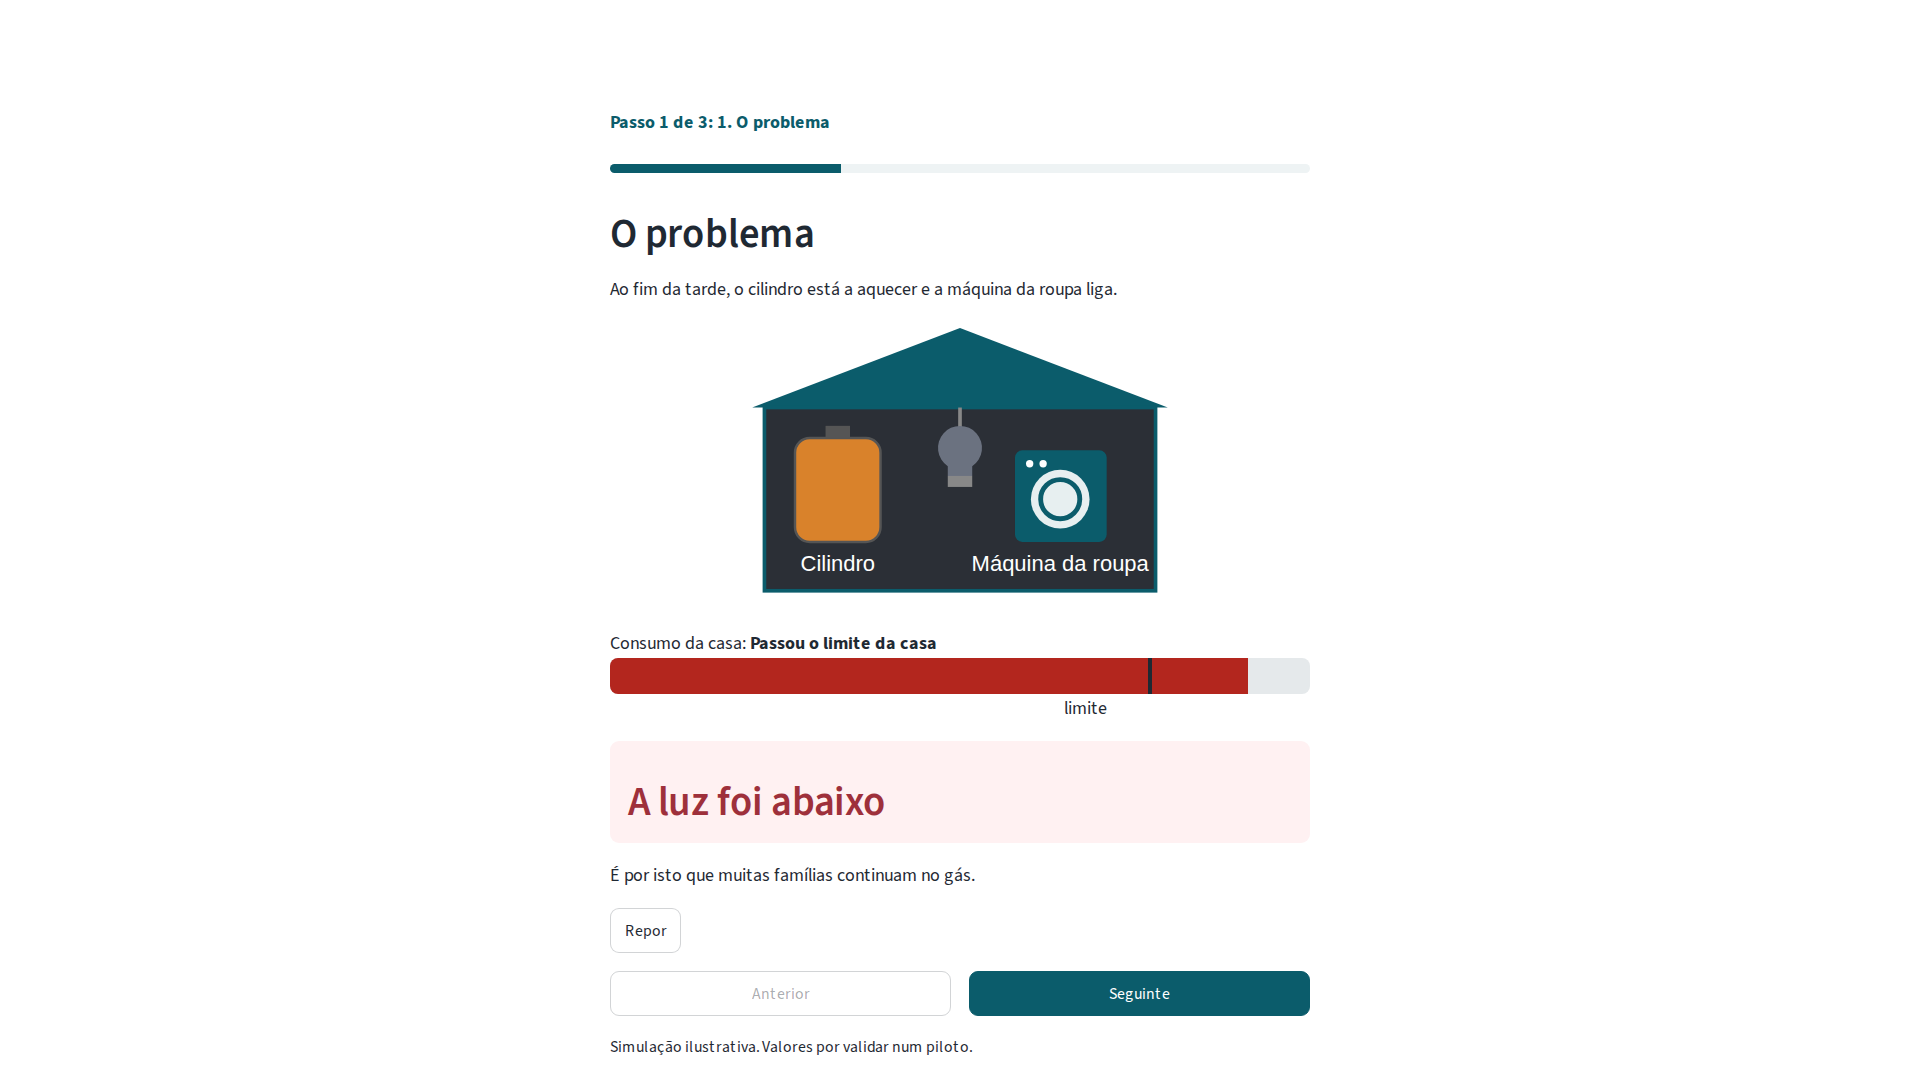 Passo 1 de 3: 1. O problema
O problema
Ao fim da tarde, o cilindro está a aquecer e a máquina da roupa liga.
Cilindro
Máquina da roupa
Consumo da casa: Passou o limite da casa
limite
A luz foi abaixo
É por isto que muitas famílias continuam no gás.
Repor
Anterior
Seguinte
Simulação ilustrativa. Valores por validar num piloto.